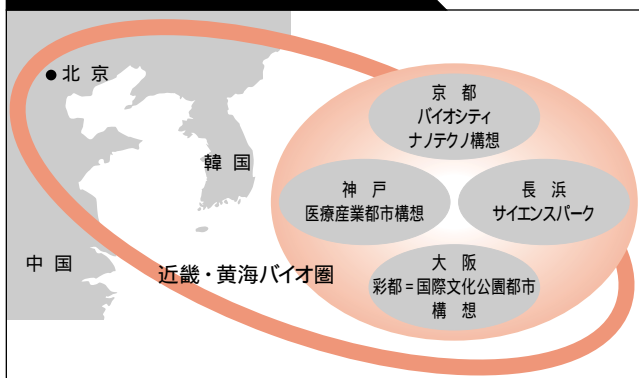 北 京
韓 国
中 国
近畿・黄海バイオ圏
京 都
バイオシティ
ナノテクノ構想
神 戸
医療産業都市構想
長 浜
サイエンスパーク
大 阪
彩都=国際文化公園都市
構 想